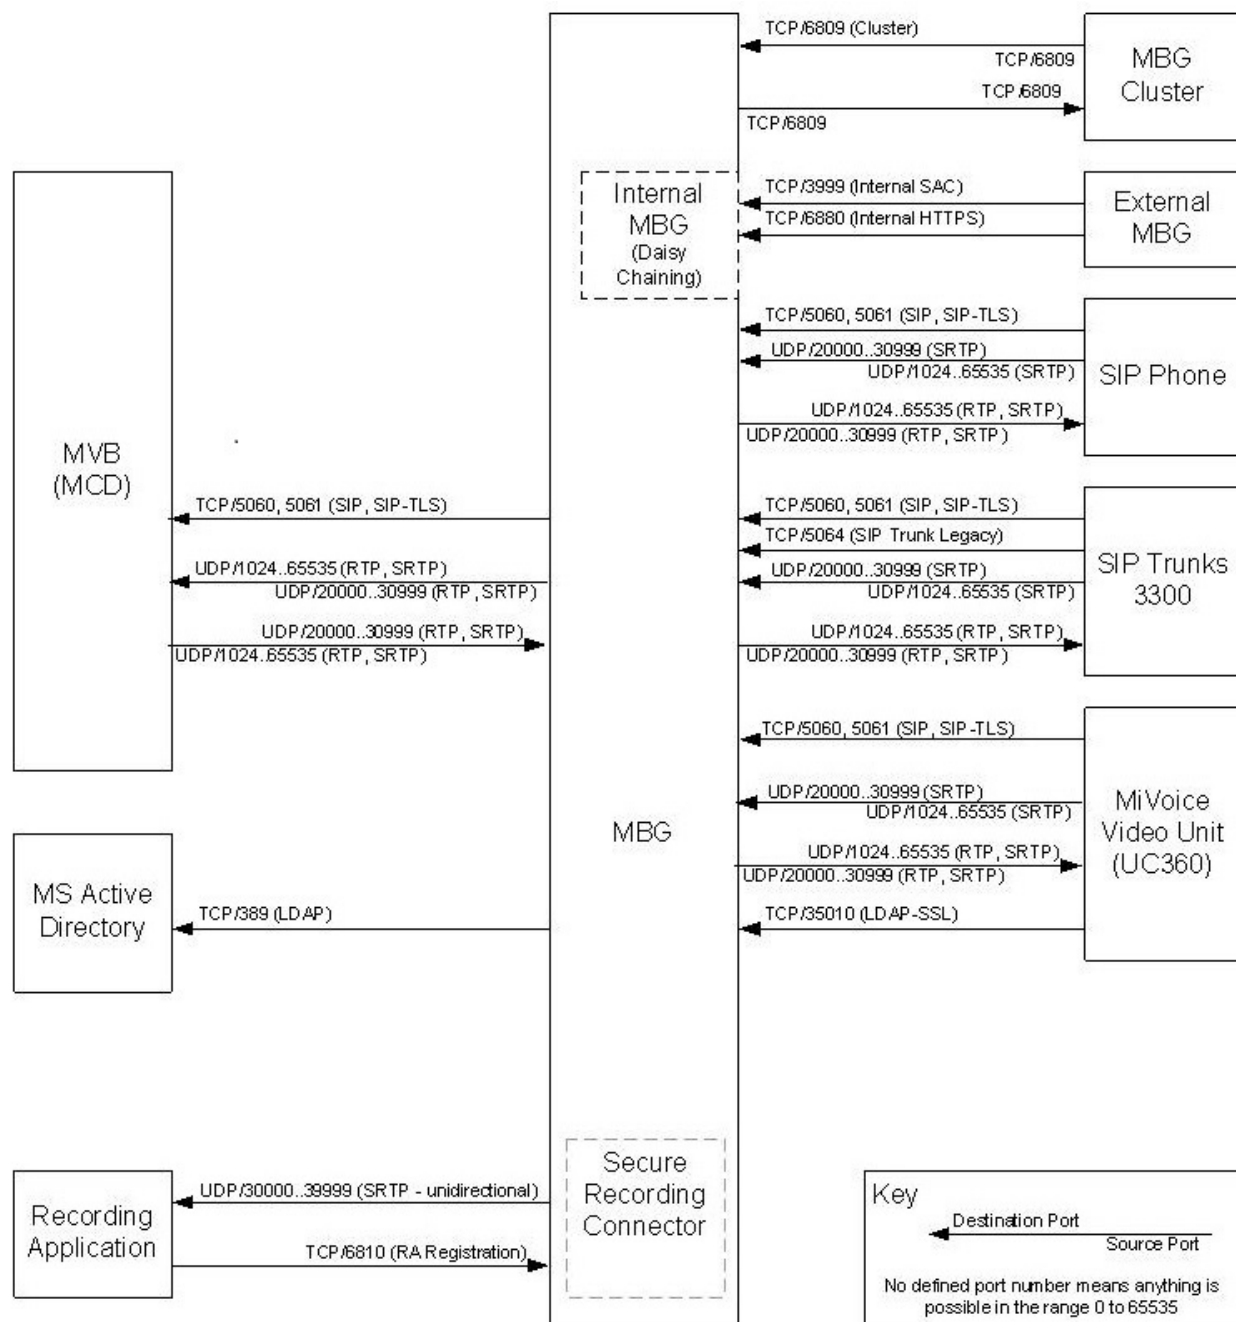 TCP/6809 (Cluster)
TCP/6809
TCP/6809
TCP/6809
MBG
Cluster
Internal
MBG
(Daisy
Chaining)
TCP/3999 (Internal SAC)
TCP/6880 (Internal HTTPS)
External
MBG
TCP/5060, 5061 (SIP, SIP-TLS)
UDP/20000..30999 (SRTP)
UDP/1024..65535 (SRTP)
UDP/1024..65535 (RTP, SRTP)
UDP/20000..30999 (RTP, SRTP)
SIP Phone
MVB
(MCD)
TCP/5060, 5061 (SIP, SIP-TLS)
UDP/1024..65535 (RTP, SRTP)
UDP/20000..30999 (RTP, SRTP)
UDP/20000..30999 (RTP, SRTP)
UDP/1024..65535 (RTP, SRTP)
TCP/5060, 5061 (SIP, SIP-TLS)
TCP/5064 (SIP Trunk Legacy)
UDP/20000..30999 (SRTP)
UDP/1024..65535 (SRTP)
UDP/1024..65535 (RTP, SRTP)
UDP/20000..30999 (RTP, SRTP)
SIP Trunks
3300
TCP/5060, 5061 (SIP, SIP-TLS)
UDP/20000..30999 (SRTP)
UDP/1024..65535 (SRTP)
UDP/1024..65535 (RTP, SRTP)
UDP/20000..30999 (RTP, SRTP)
TCP/35010 (LDAP-SSL)
MiVoice
Video Unit
(UC360)
MBG
MS Active
Directory
TCP/389 (LDAP)
Recording
Application
UDP/30000..39999 (SRTP - unidirectional)
TCP/6810 (RA Registration)
Secure
Recording
Connector
Key
Destination Port
Source Port
No defined port number means anything is
possible in the range 0 to 65535